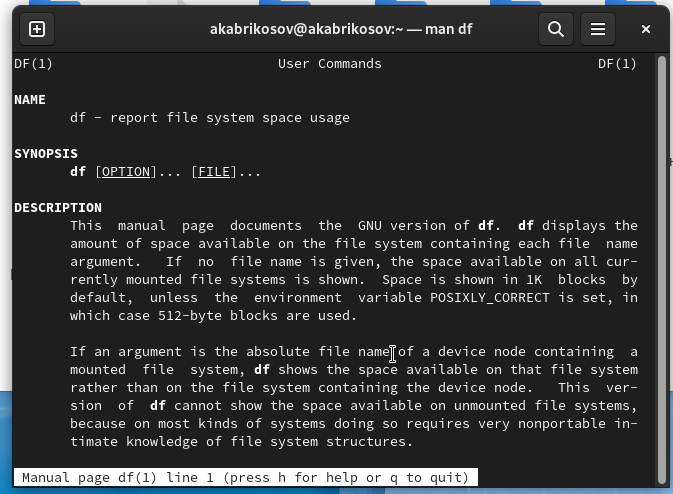 akabrikosov@akabrikosov:~ — man df
DF(1) User Commands DF(1)
NAME
df - report file system space usage
SYNOPSIS
df [OPTION]... [FILE]...
DESCRIPTION
This manual page documents the GNU version of df. df displays the
amount of space available on the file system containing each file name
argument. If no file name is given, the space available on all cur-
rently mounted file systems is shown. Space is shown in 1K blocks by
default, unless the environment variable POSIXLY_CORRECT is set, in
which case 512-byte blocks are used.
If an argument is the absolute file name of a device node containing a
mounted file system, df shows the space available on that file system
rather than on the file system containing the device node. This ver-
sion of df cannot show the space available on unmounted file systems,
because on most kinds of systems doing so requires very nonportable in-
timate knowledge of file system structures.
Manual page df(1) line 1 (press h for help or q to quit)